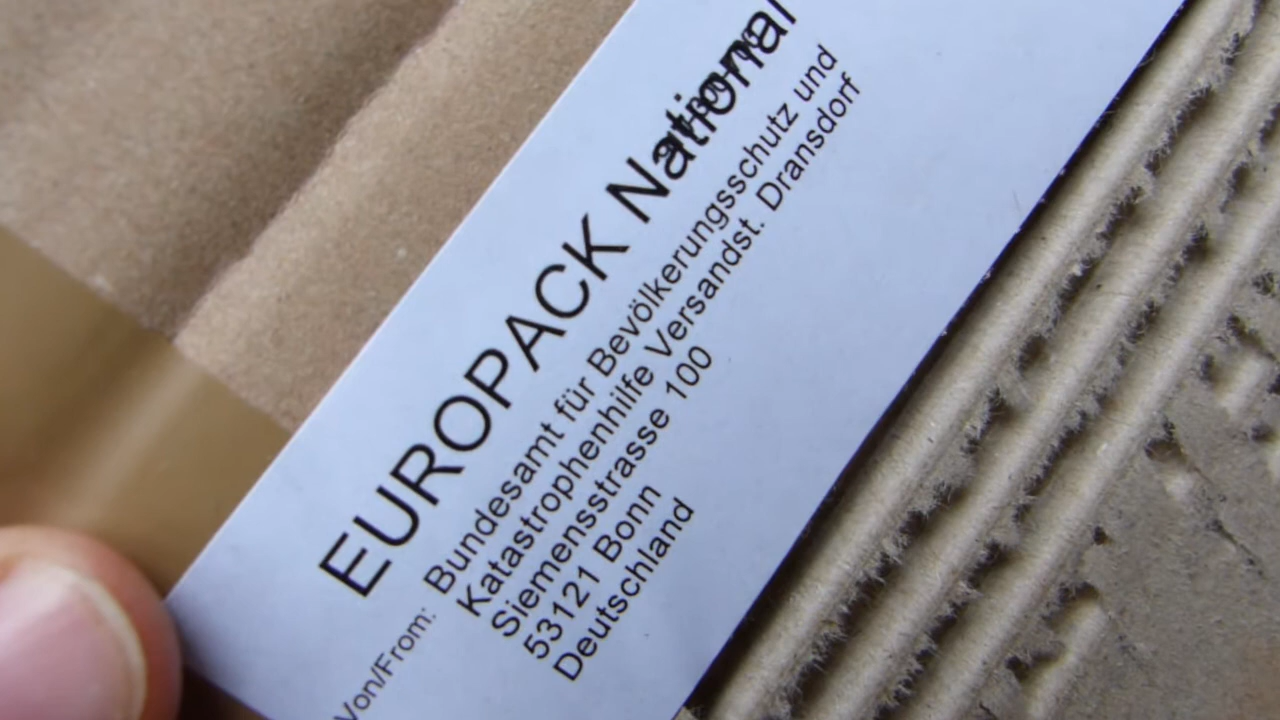 EUROPACK National
Von/From: Bundesamt für Bevölkerungsschutz und
Katastrophenhilfe Versandst. Dransdorf
Siemensstrasse 100
53121 Bonn
Deutschland